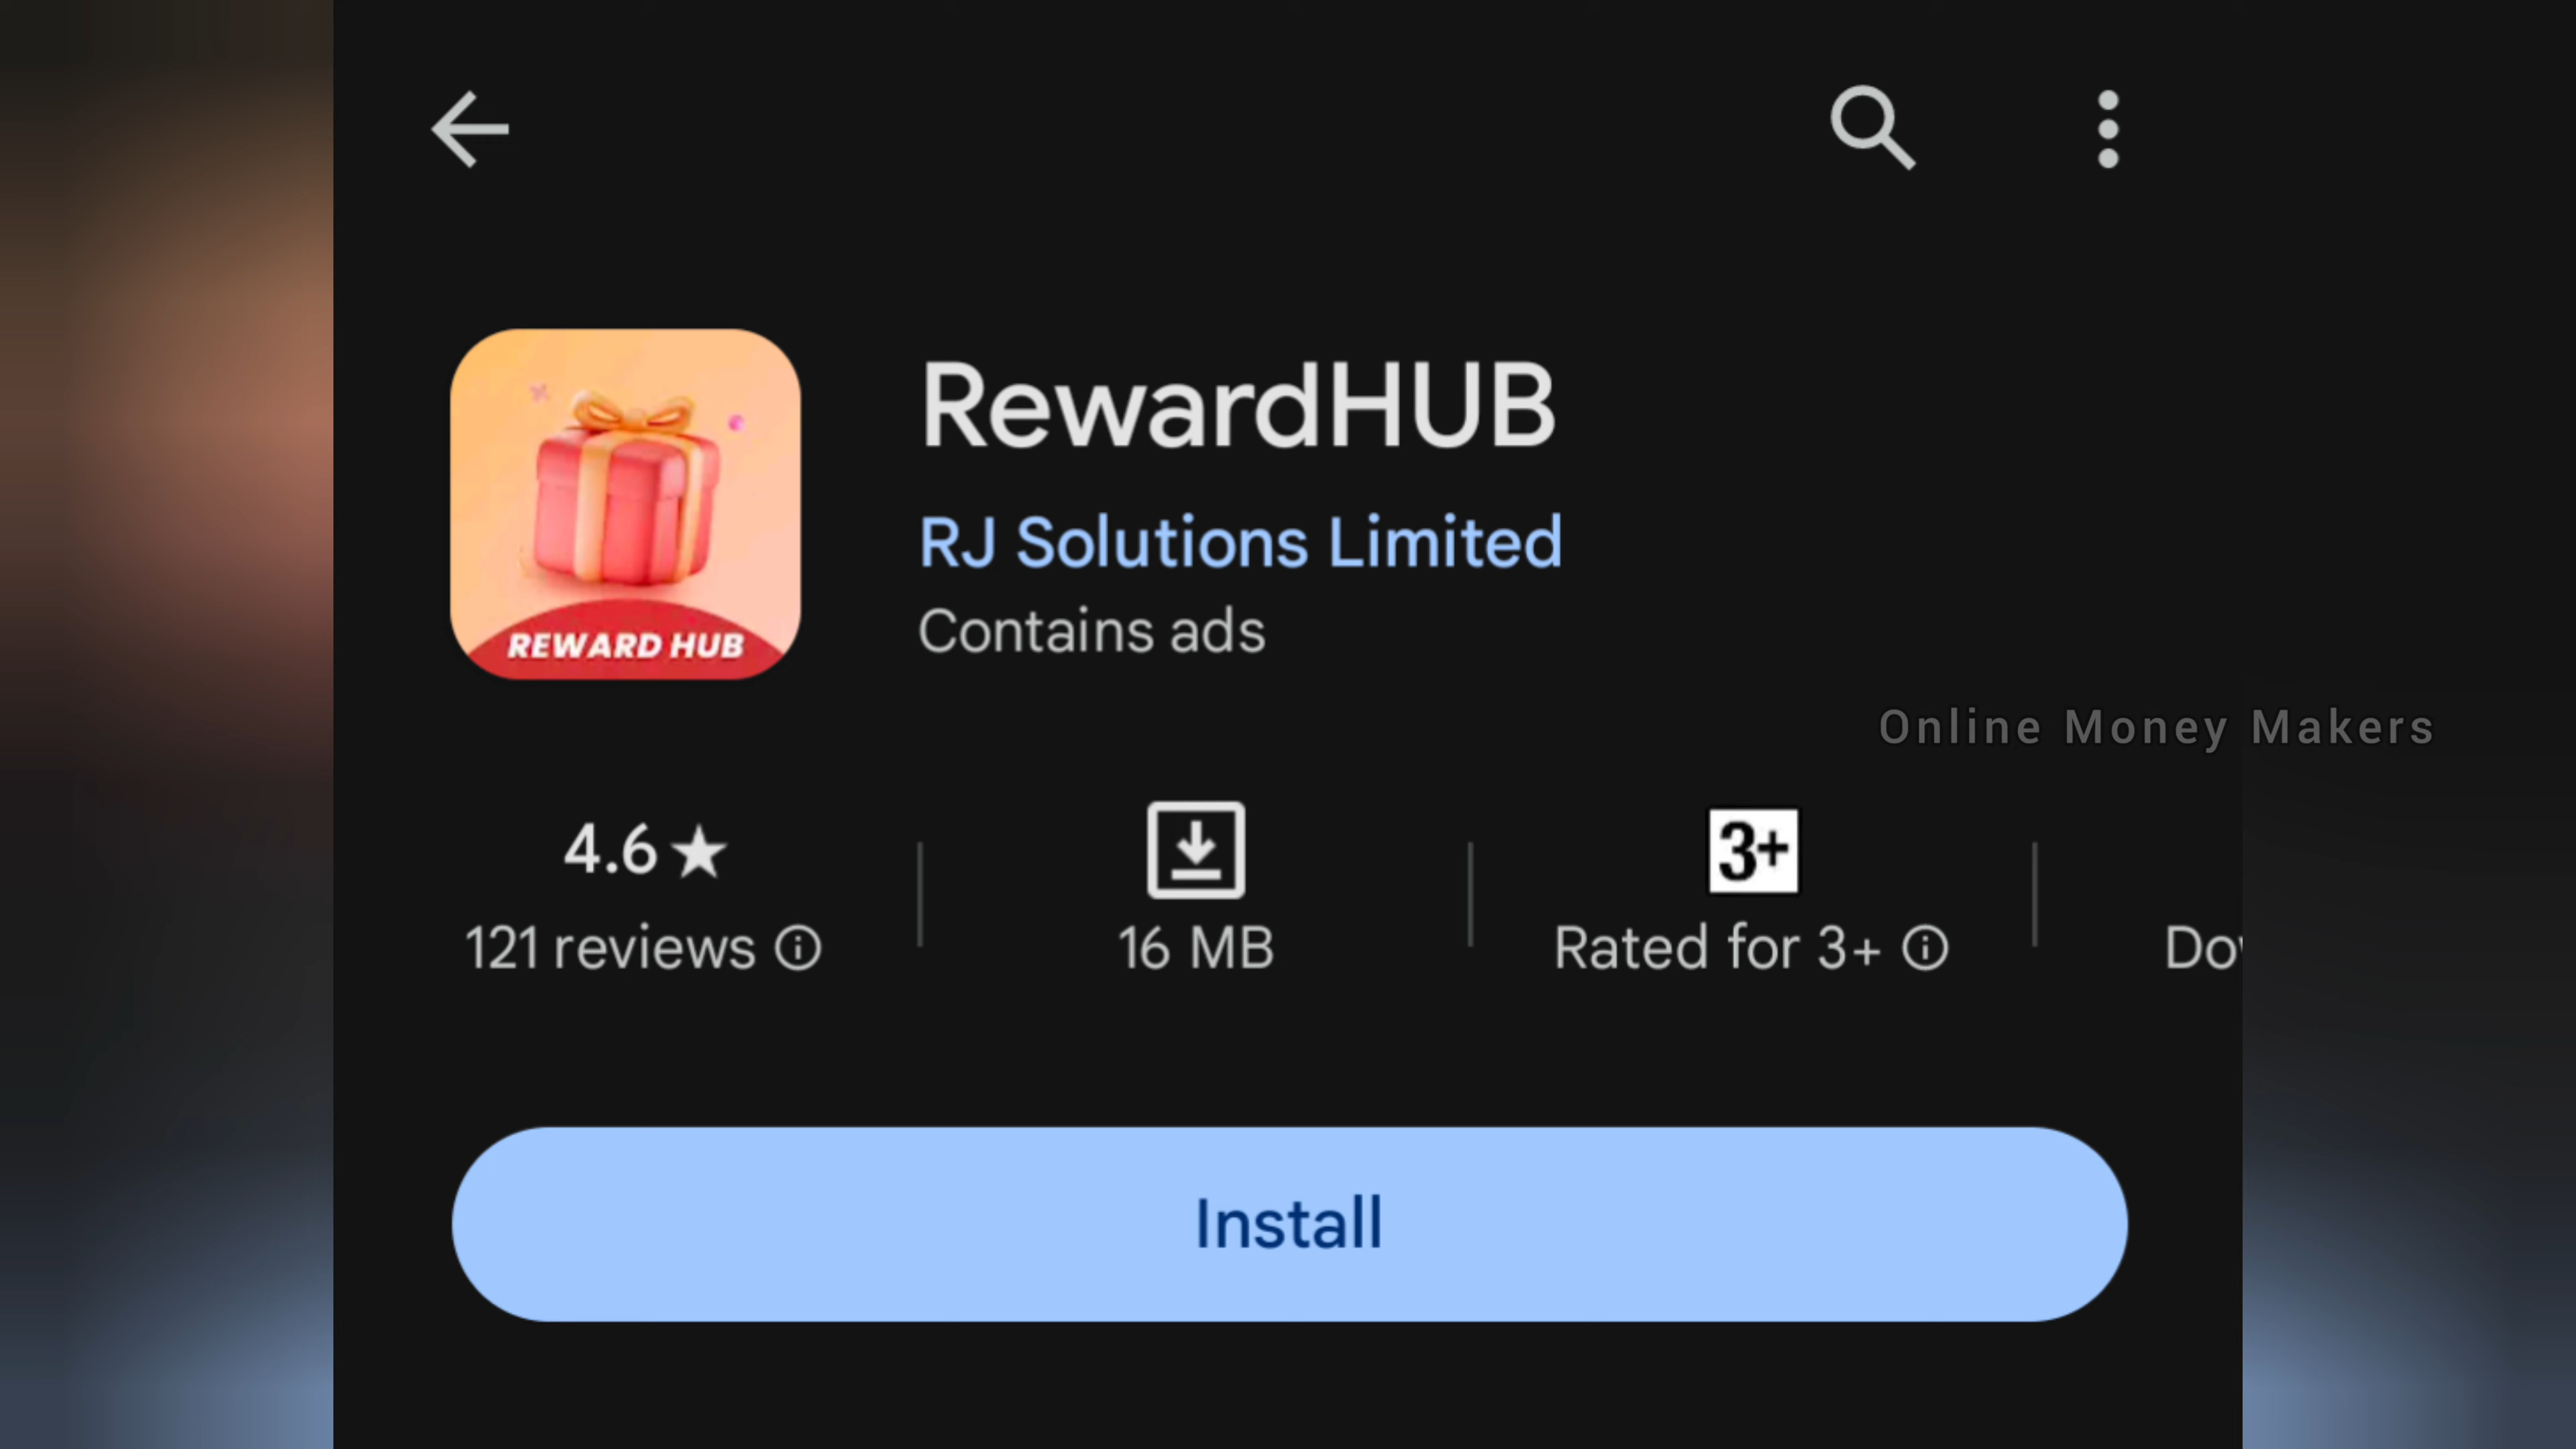 RewardHUB
RJ Solutions Limited
Contains ads
REWARD HUB
Online Money Makers
4.6★
3+
121 reviews
16 MB
Rated for 3+
Install